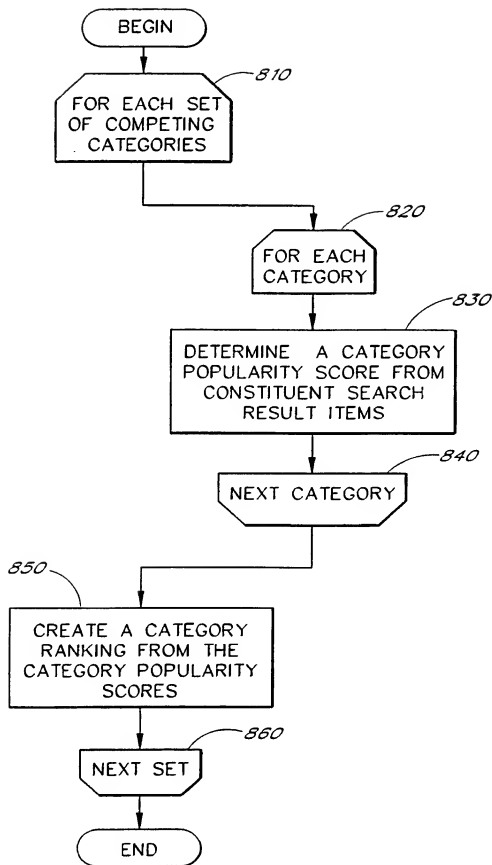 BEGIN
810
FOR EACH SET
OF COMPETING
CATEGORIES
820
FOR EACH
CATEGORY
830
DETERMINE A CATEGORY
POPULARITY SCORE FROM
CONSTITUENT SEARCH
RESULT ITEMS
840
NEXT CATEGORY
850
CREATE A CATEGORY
RANKING FROM THE
CATEGORY POPULARITY
SCORES
860
NEXT SET
END